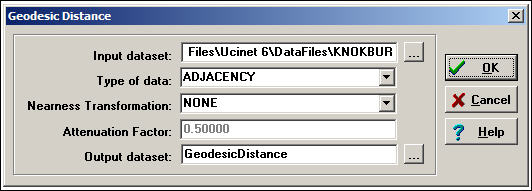 Geodesic Distance
Input dataset: Files\Ucinet 6\DataFiles\KNOKBUR ...
Type of data: ADJACENCY
Nearness Transformation: NONE
Attenuation Factor: 0.50000
Output dataset: GeodesicDistance ...
OK
Cancel
Help